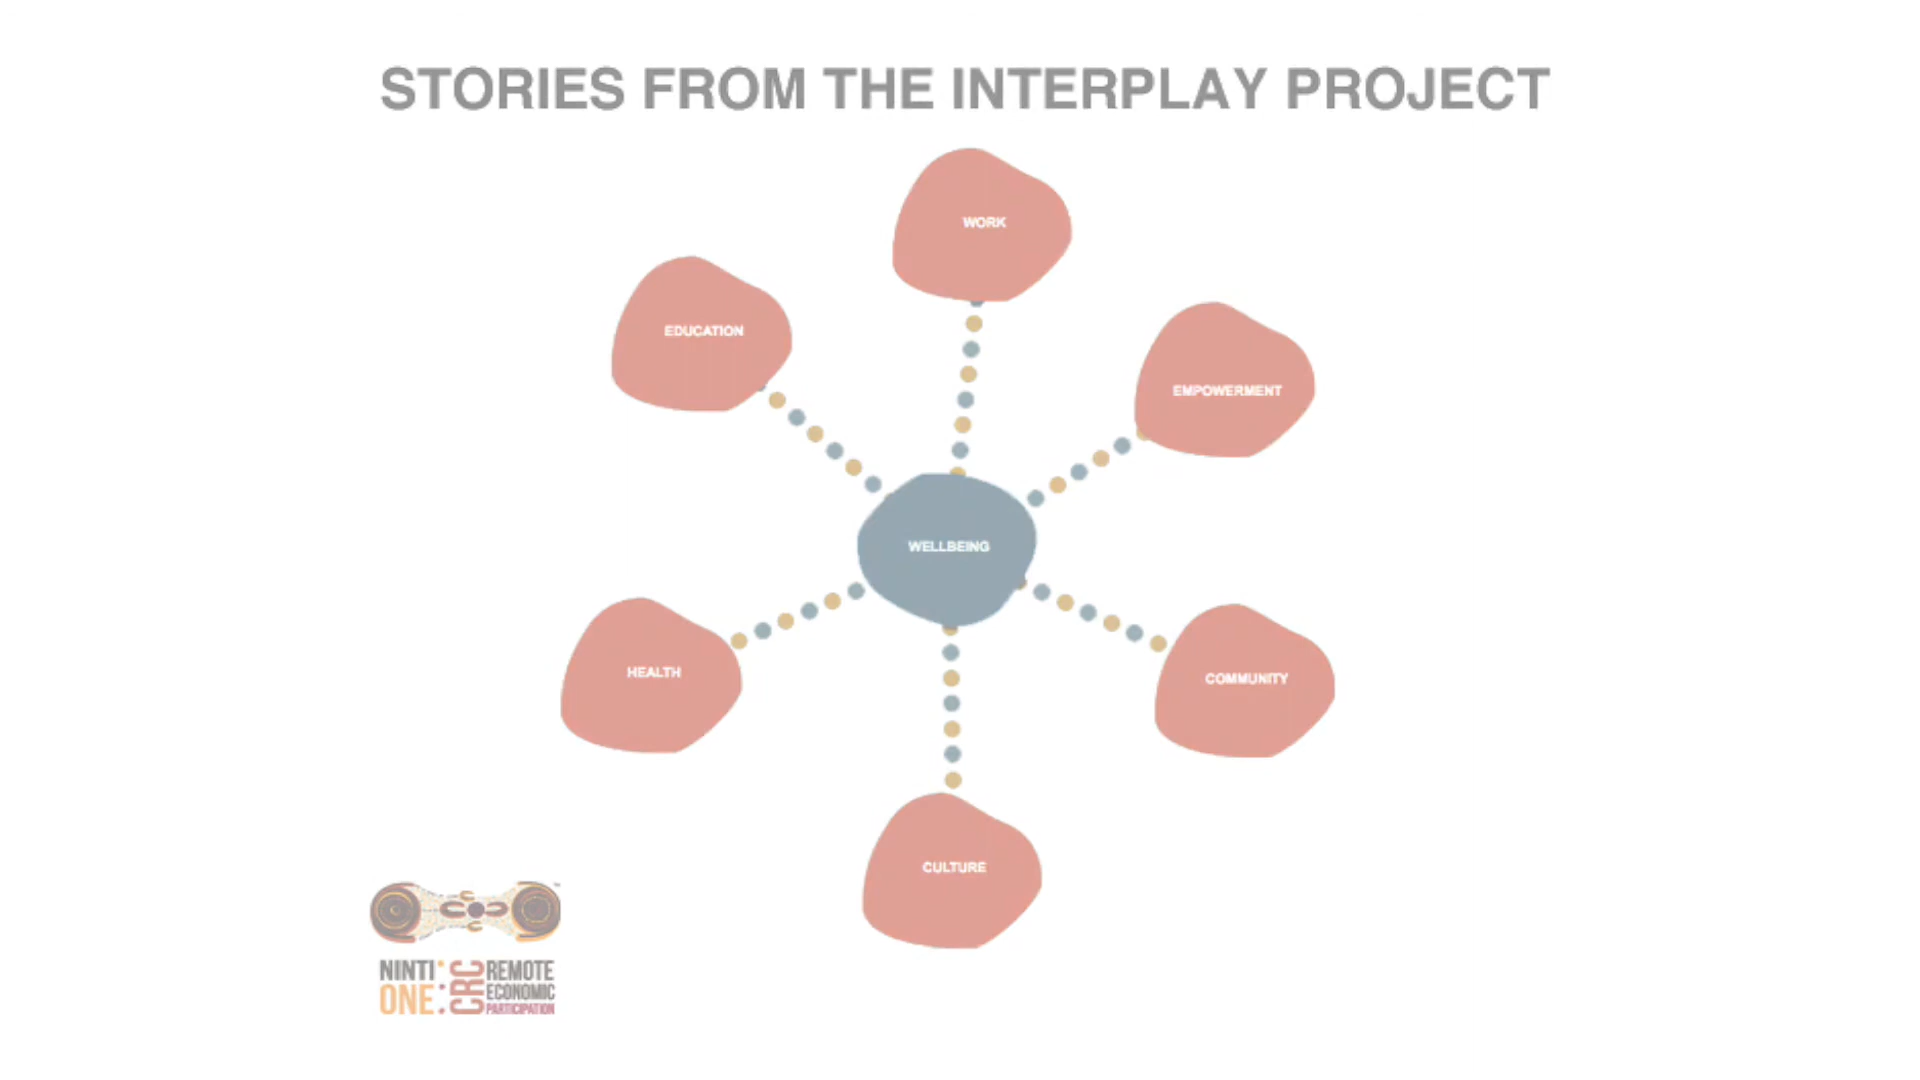 STORIES FROM THE INTERPLAY PROJECT
WORK
EDUCATION
EMPOWERMENT
WELLBEING
HEALTH
COMMUNITY
CULTURE
NINTI
ONE
CRC
REMOTE
ECONOMIC
PARTICIPATION